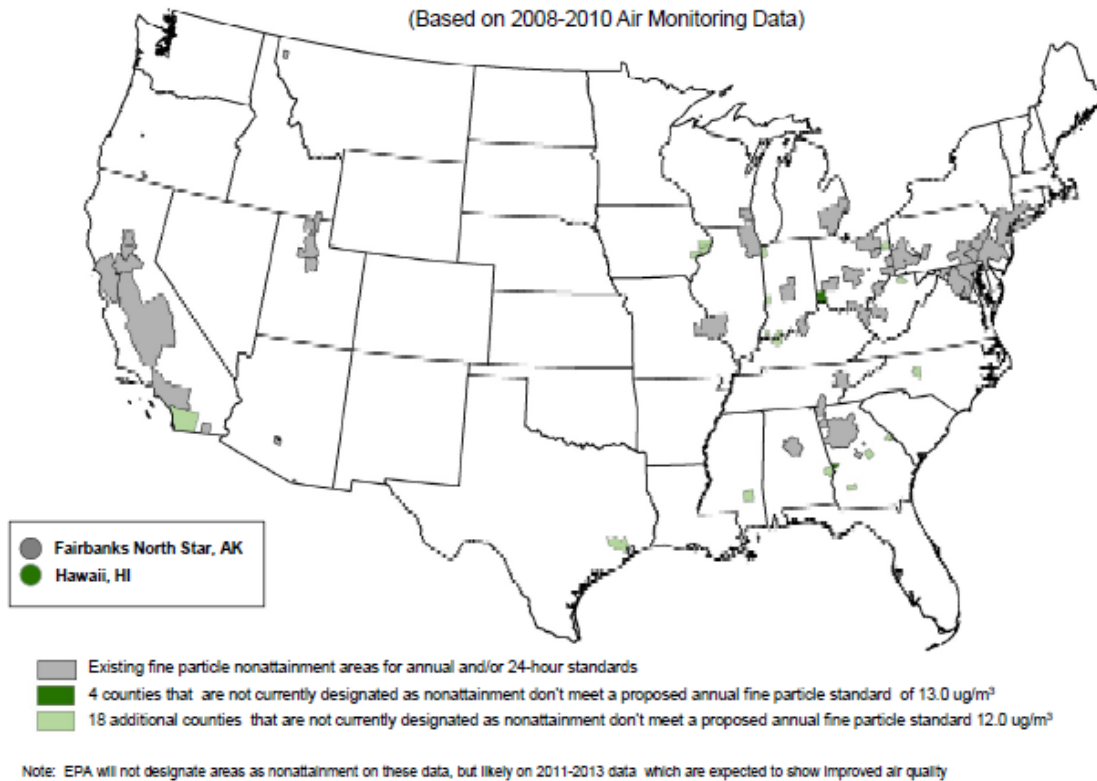 (Based on 2008-2010 Air Monitoring Data)
Fairbanks North Star, AK
Hawaii, HI
Existing fine particle nonattainment areas for annual and/or 24-hour standards
4 counties that are not currently designated as nonattainment don't meet a proposed annual fine particle standard of 13.0 ug/m³
18 additional counties that are not currently designated as nonattainment don't meet a proposed annual fine particle standard 12.0 ug/m³
Note: EPA will not designate areas as nonattainment on these data, but likely on 2011-2013 data which are expected to show improved air quality